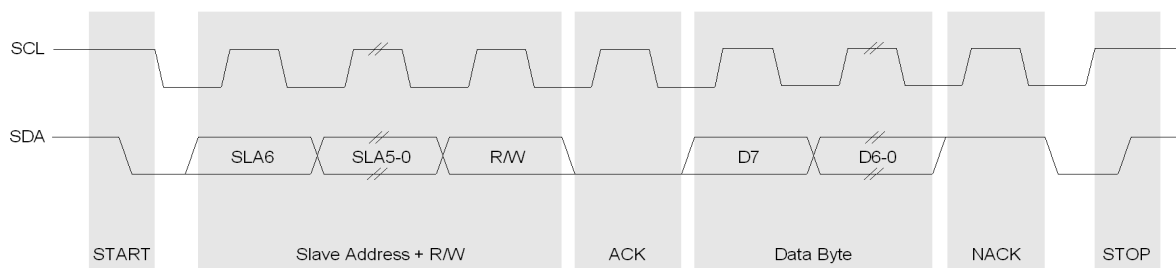 SCL
SDA
SLA6 SLA5-0 R/W D7 D6-0
START Slave Address + R/W ACK Data Byte NACK STOP